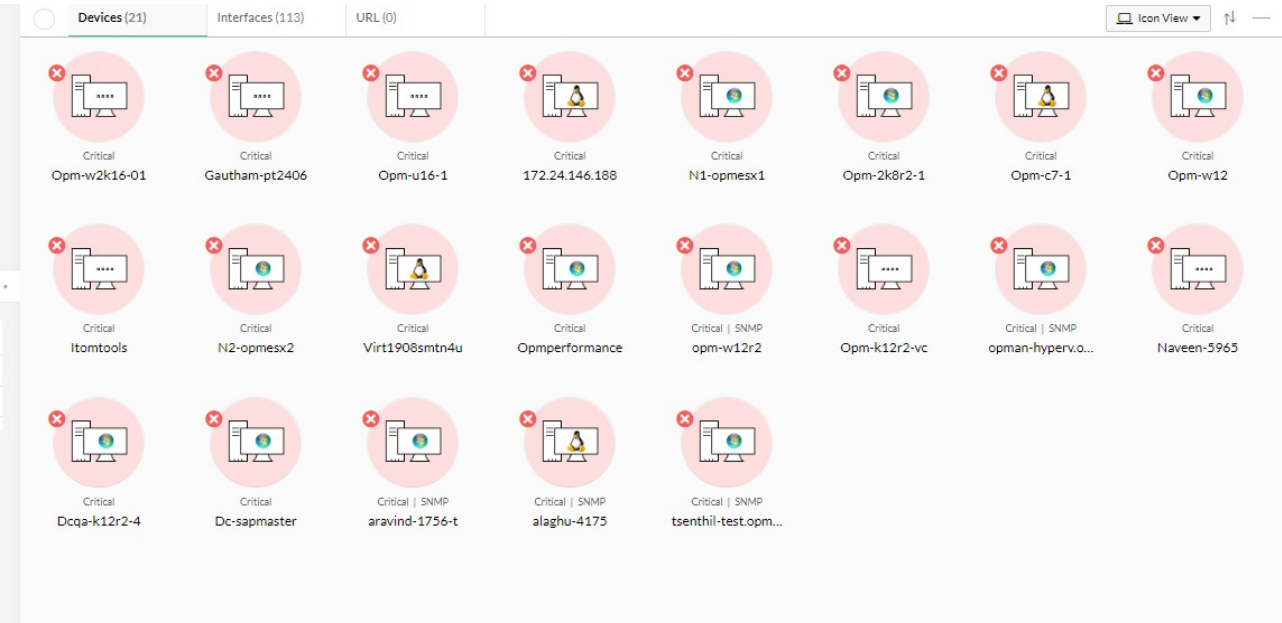 Devices (21) Interfaces (113) URL (0) Icon View
Critical Critical Critical Critical Critical Critical Critical Critical
Opm-w2k16-01 Gautham-pt2406 Opm-u16-1 172.24.146.188 N1-opmesx1 Opm-2k8r2-1 Opm-c7-1 Opm-w12
Critical Critical Critical Critical Critical | SNMP Critical Critical | SNMP Critical
Itomtools N2-opmesx2 Virt1908smtn4u Opmperformance opm-w12r2 Opm-k12r2-vc opman-hyperv.o... Naveen-5965
Critical Critical Critical | SNMP Critical | SNMP Critical | SNMP
Dcqa-k12r2-4 Dc-sapmaster aravind-1756-t alaghu-4175 tsenthil-test.opm...